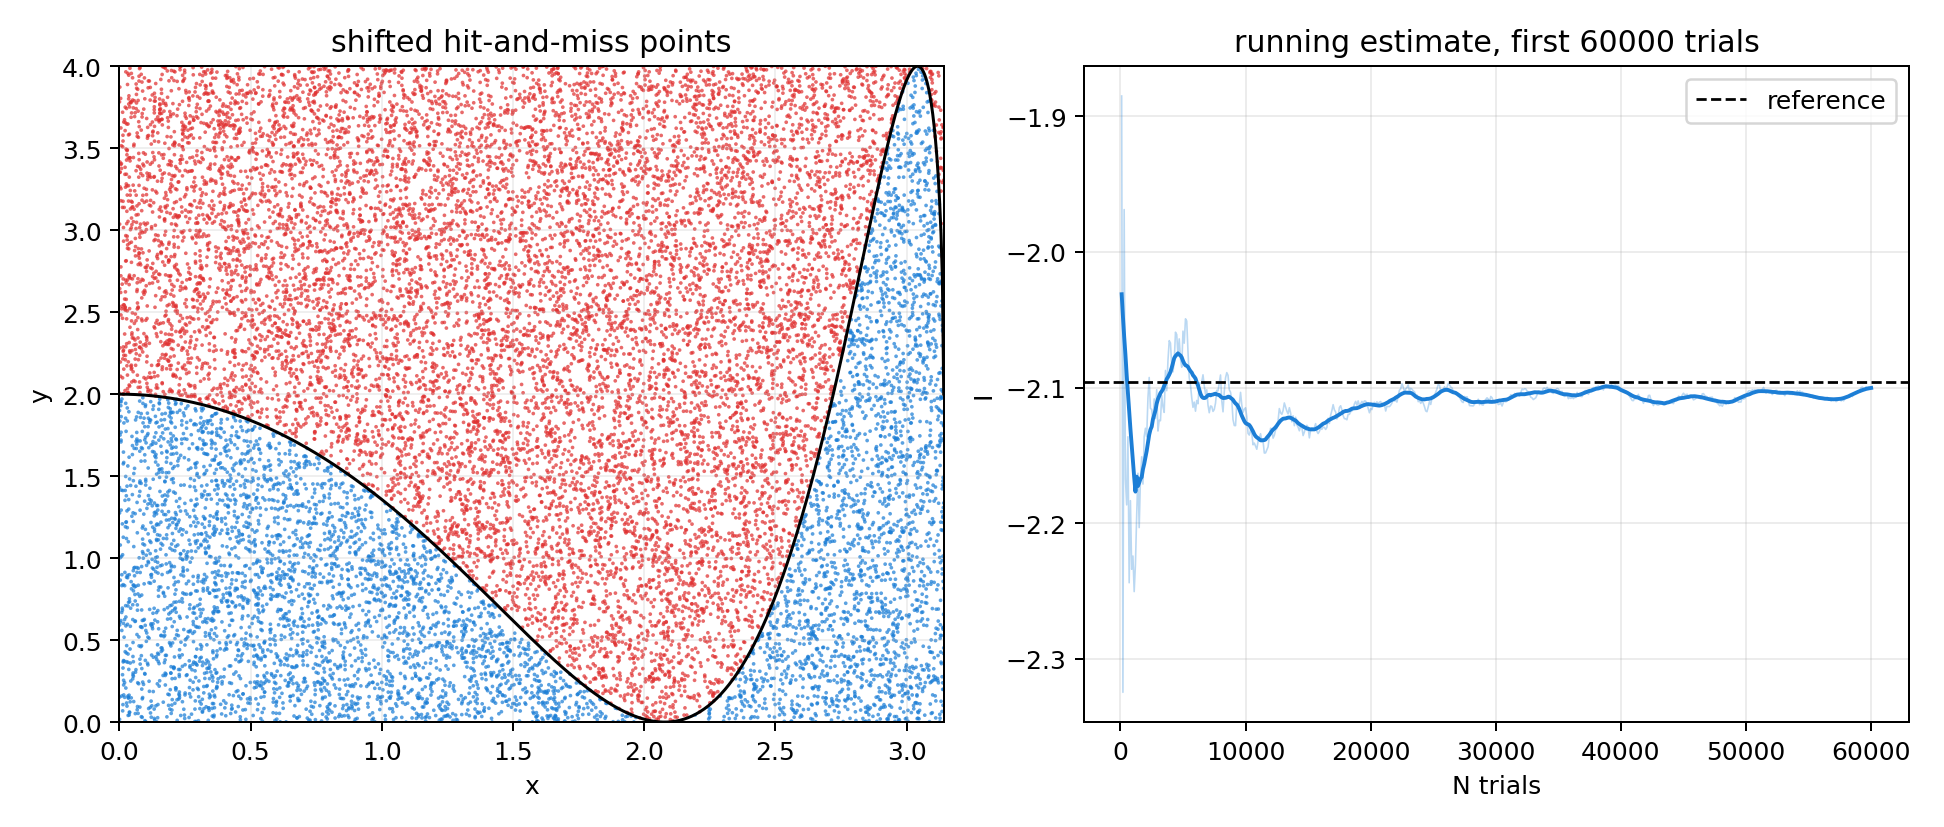 shifted hit-and-miss points
4.0
3.5
3.0
2.5
2.0
1.5
1.0
0.5
0.0
y
0.0 0.5 1.0 1.5 2.0 2.5 3.0
x
running estimate, first 60000 trials
reference
−1.9
−2.0
−2.1
−2.2
−2.3
I
0 10000 20000 30000 40000 50000 60000
N trials